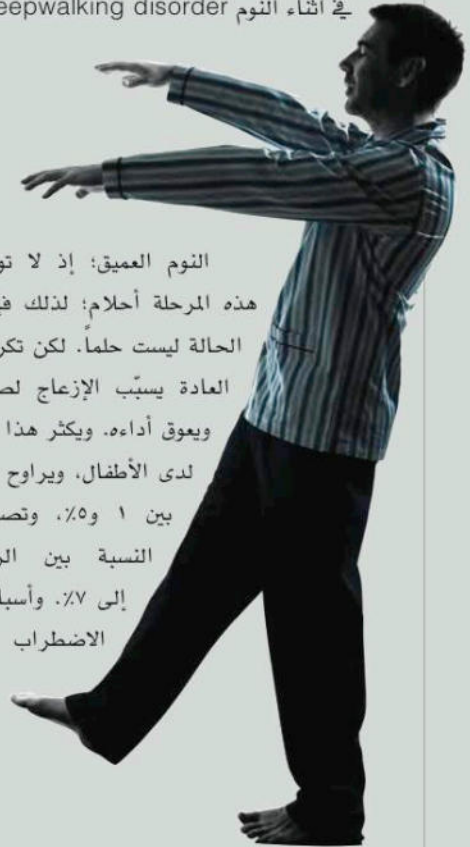 في أثناء النوم eepwalking disorder
النوم العميق؛ إذ لا تو
هذه المرحلة أحلام؛ لذلك ف
الحالة ليست حلماً. لكن تكر
العادة يسبّب الإزعاج لص
ويعوق أداءه. ويكثر هذا
لدى الأطفال، ويراوح
بين ١ و٥٪، وتص
النسبة بين الر
إلى ٧٪. وأسبا
الاضطراب